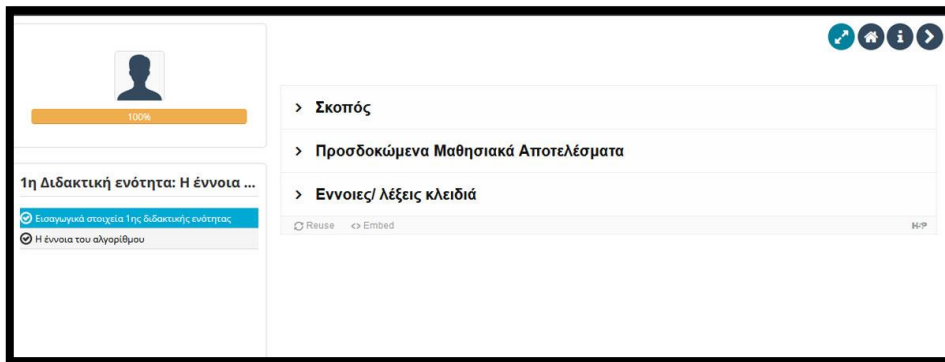 100%
1η Διδακτική ενότητα: Η έννοια ...
Εισαγωγικά στοιχεία 1ης διδακτικής ενότητας
Η έννοια του αλγορίθμου
> Σκοπός
> Προσδοκώμενα Μαθησιακά Αποτελέσματα
> Εννοιες/ λέξεις κλειδιά
Reuse <> Embed
H5P